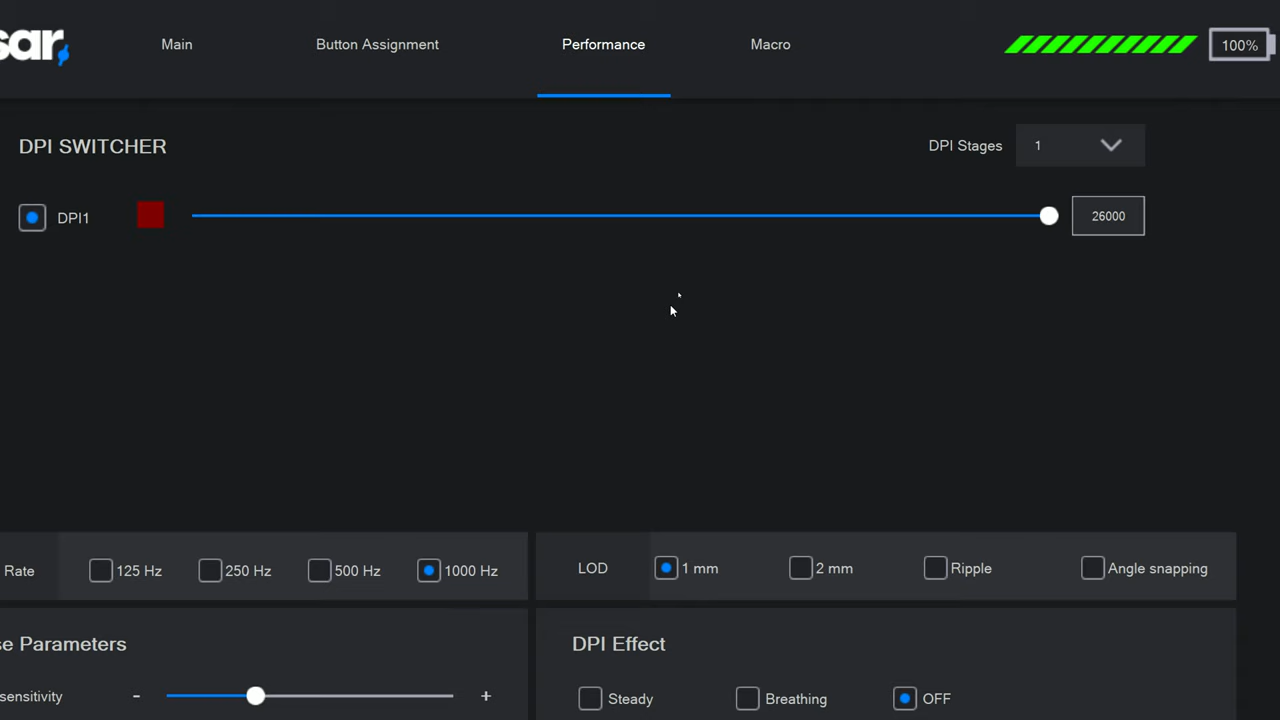 sar
Main
Button Assignment
Performance
Macro
100%
DPI SWITCHER
DPI Stages
1
DPI1
26000
Rate
125 Hz
250 Hz
500 Hz
1000 Hz
LOD
1 mm
2 mm
Ripple
Angle snapping
se Parameters
DPI Effect
sensitivity
-
+
Steady
Breathing
OFF